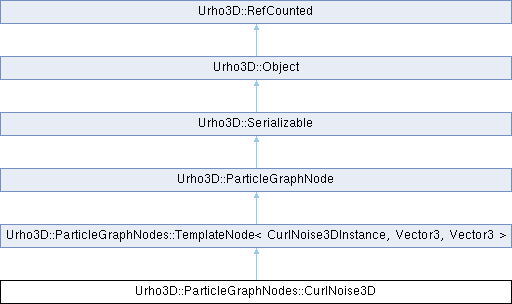 Urho3D::RefCounted
Urho3D::Object
Urho3D::Serializable
Urho3D::ParticleGraphNode
Urho3D::ParticleGraphNodes::TemplateNode< CurlNoise3DInstance, Vector3, Vector3 >
Urho3D::ParticleGraphNodes::CurlNoise3D